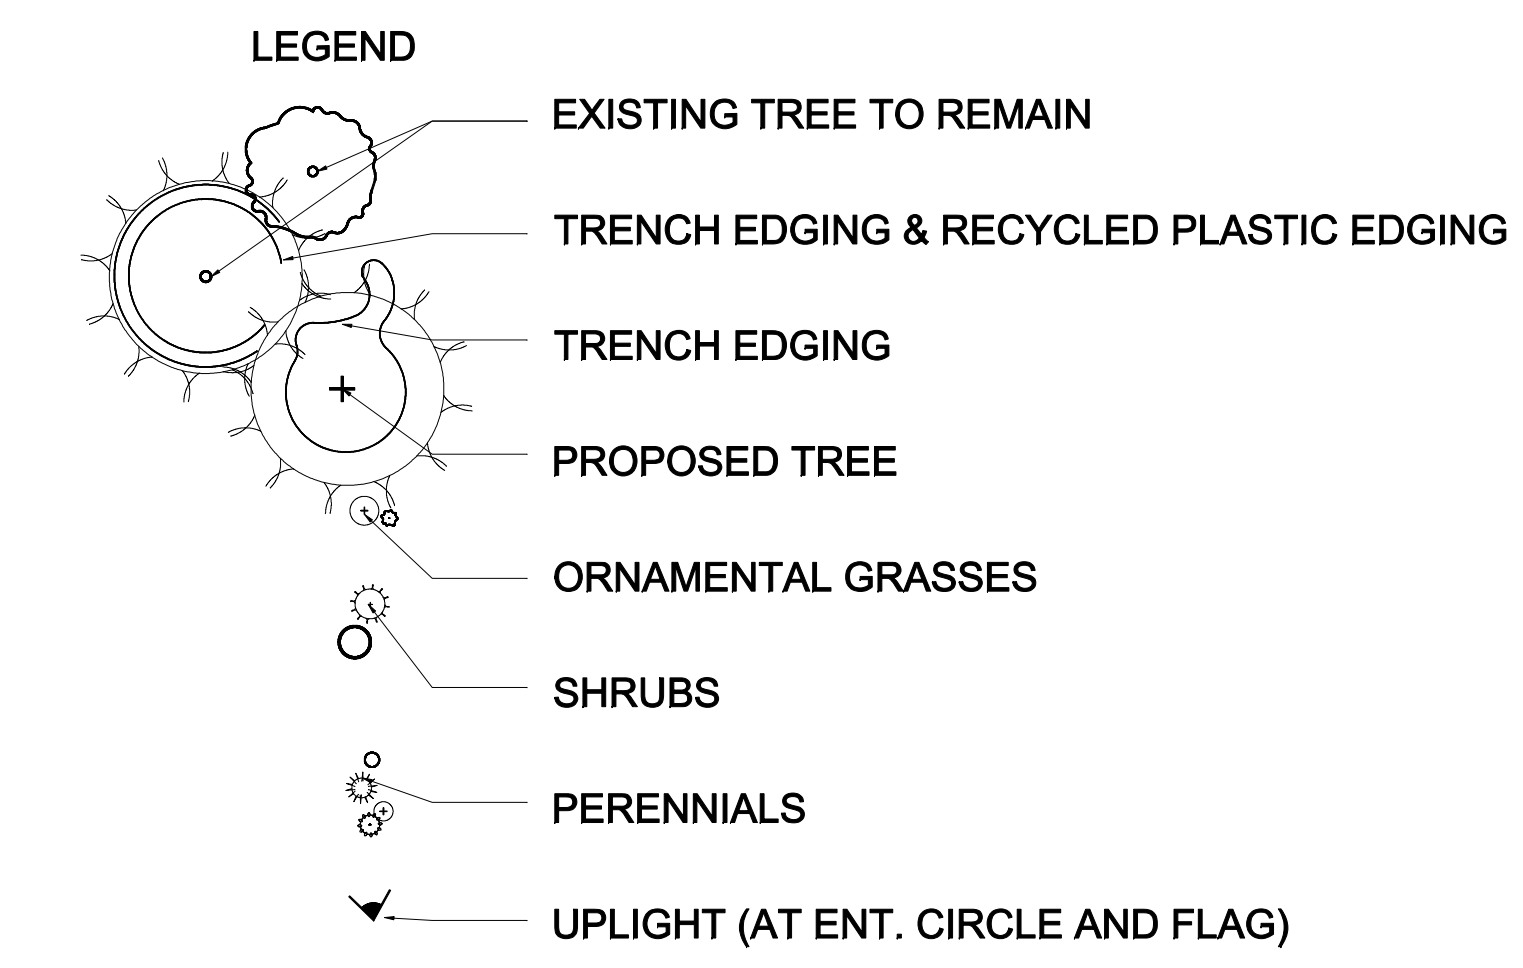 LEGEND
EXISTING TREE TO REMAIN
TRENCH EDGING & RECYCLED PLASTIC EDGING
TRENCH EDGING
PROPOSED TREE
ORNAMENTAL GRASSES
SHRUBS
PERENNIALS
UPLIGHT (AT ENT. CIRCLE AND FLAG)